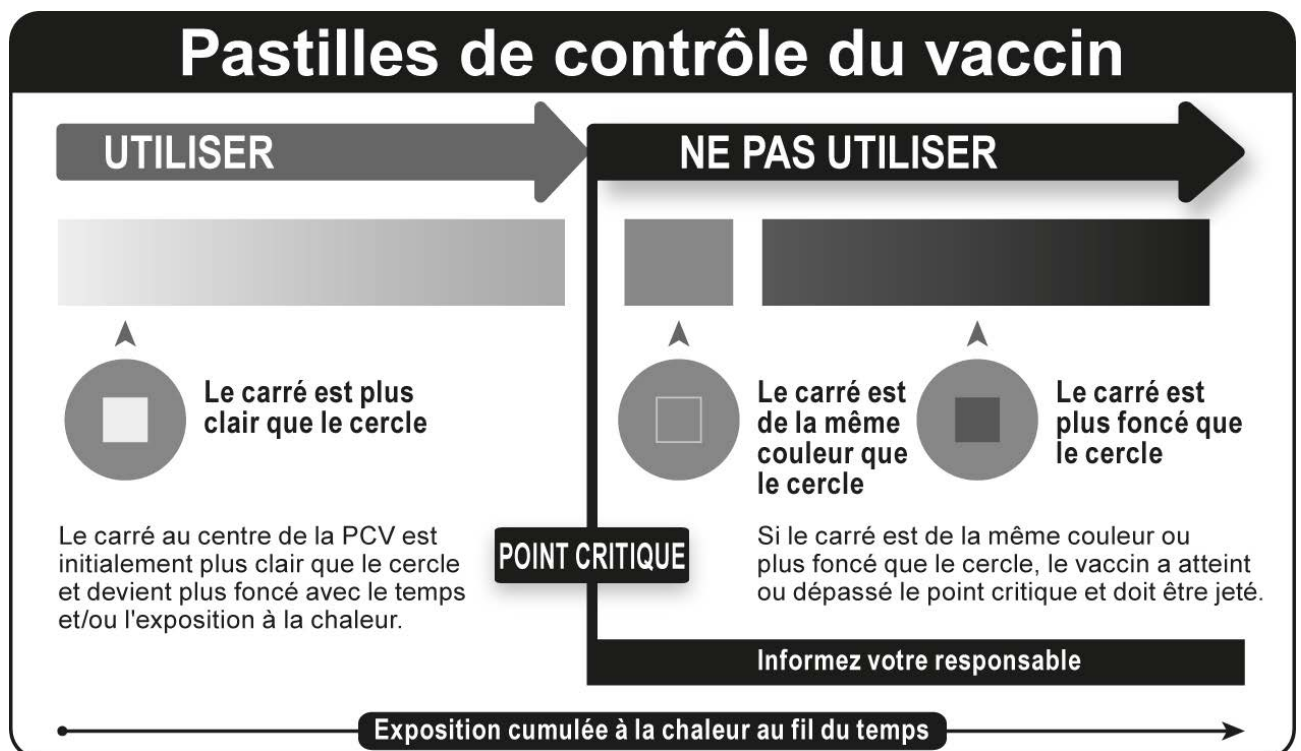 Pastilles de contrôle du vaccin
UTILISER
NE PAS UTILISER
Le carré est plus
clair que le cercle
Le carré est
de la même
couleur que
le cercle
Le carré est
plus foncé que
le cercle
Le carré au centre de la PCV est
initialement plus clair que le cercle
et devient plus foncé avec le temps
et/ou l'exposition à la chaleur.
POINT CRITIQUE
Si le carré est de la même couleur ou
plus foncé que le cercle, le vaccin a atteint
ou dépassé le point critique et doit être jeté.
Informez votre responsable
Exposition cumulée à la chaleur au fil du temps